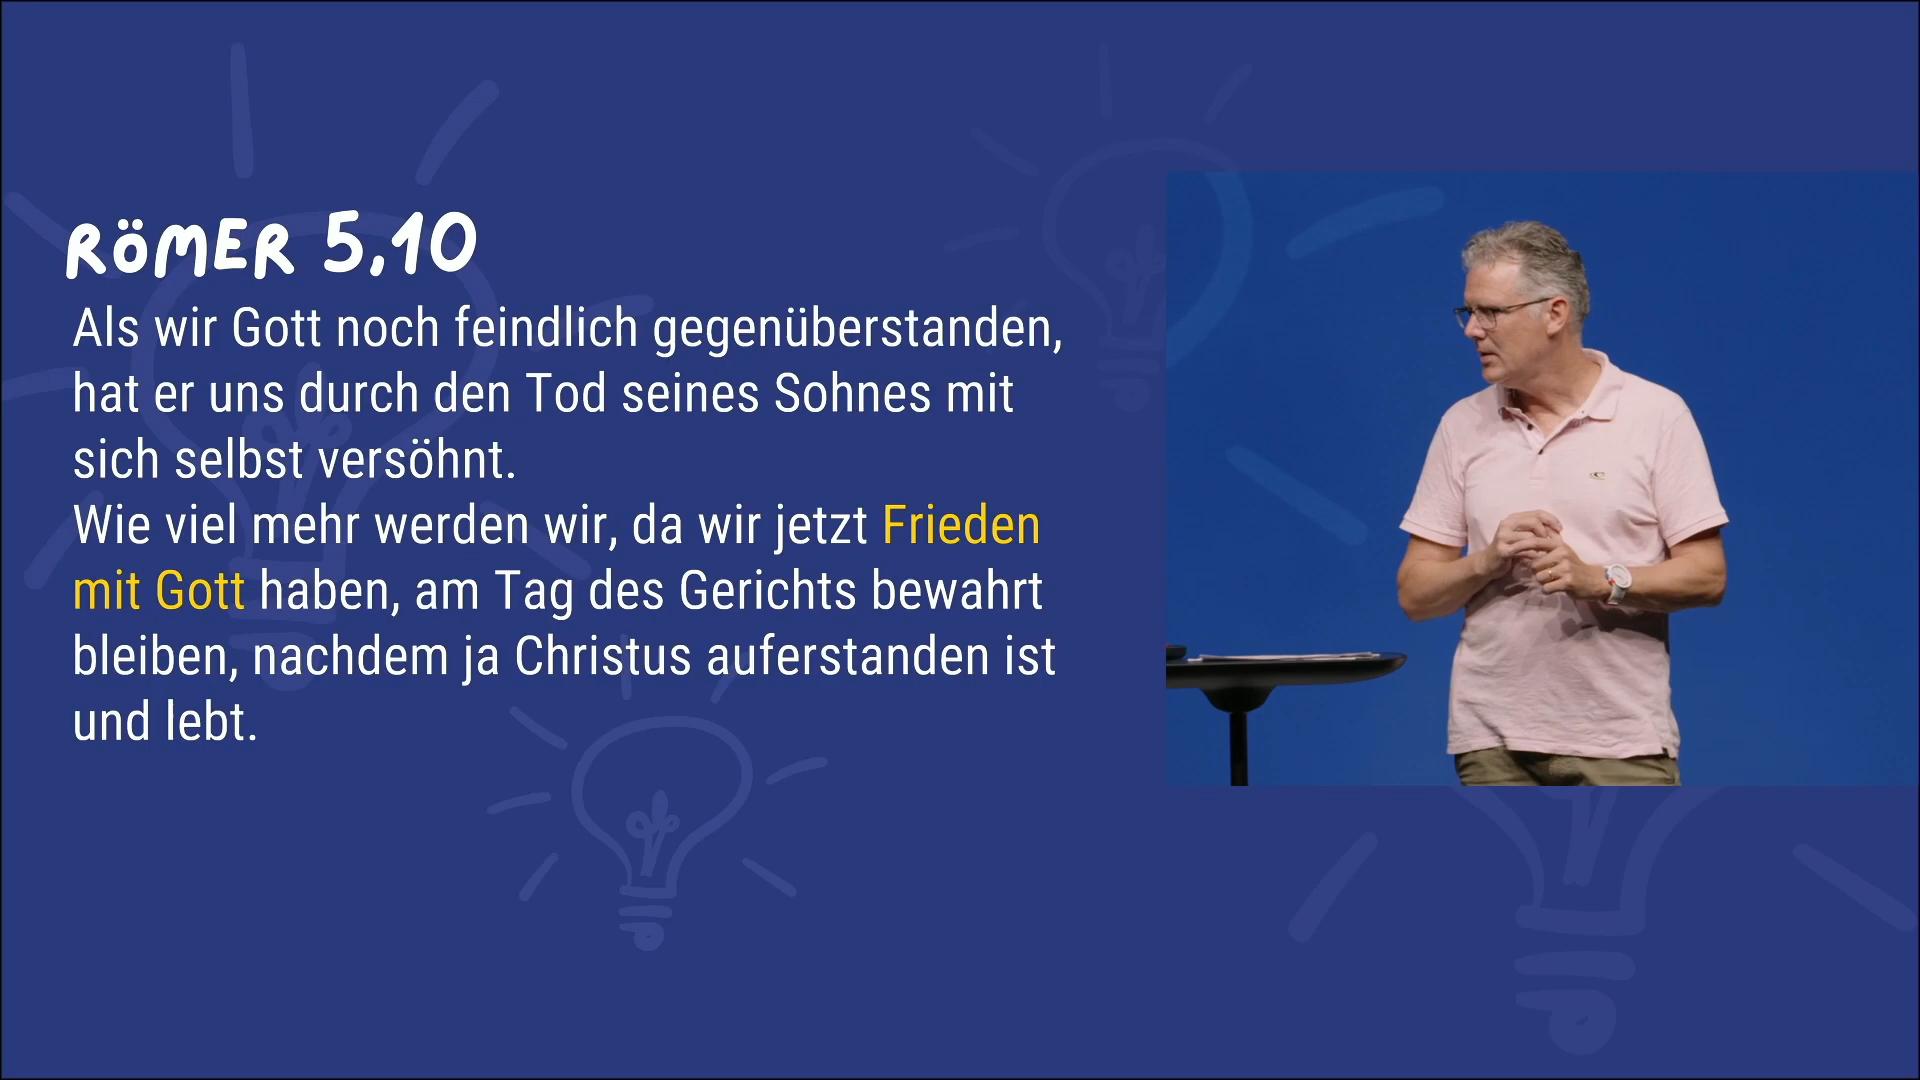 RÖMER 5,10
Als wir Gott noch feindlich gegenüberstanden,
hat er uns durch den Tod seines Sohnes mit
sich selbst versöhnt.
Wie viel mehr werden wir, da wir jetzt Frieden
mit Gott haben, am Tag des Gerichts bewahrt
bleiben, nachdem ja Christus auferstanden ist
und lebt.